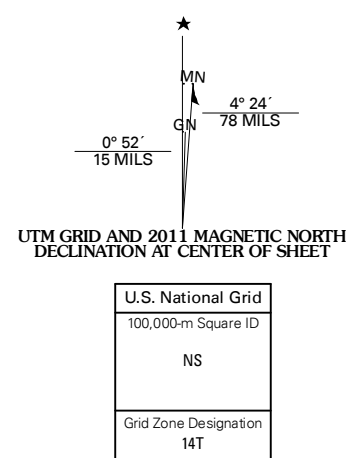 MN
4° 24´
78 MILS
GN
0° 52´
15 MILS
UTM GRID AND 2011 MAGNETIC NORTH
DECLINATION AT CENTER OF SHEET
U.S. National Grid
100,000-m Square ID
NS
Grid Zone Designation
14T